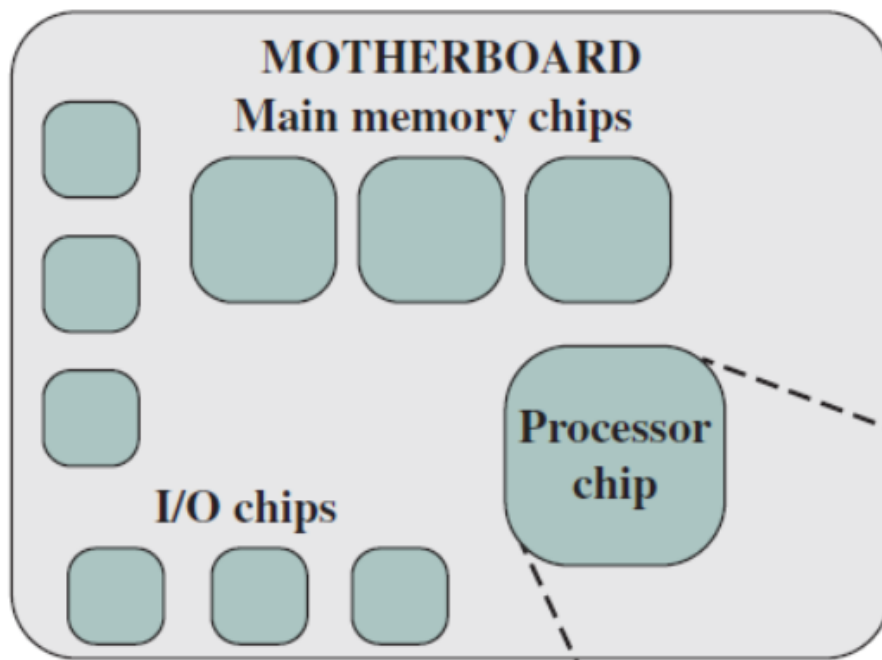 MOTHERBOARD
Main memory chips
Processor
chip
I/O chips